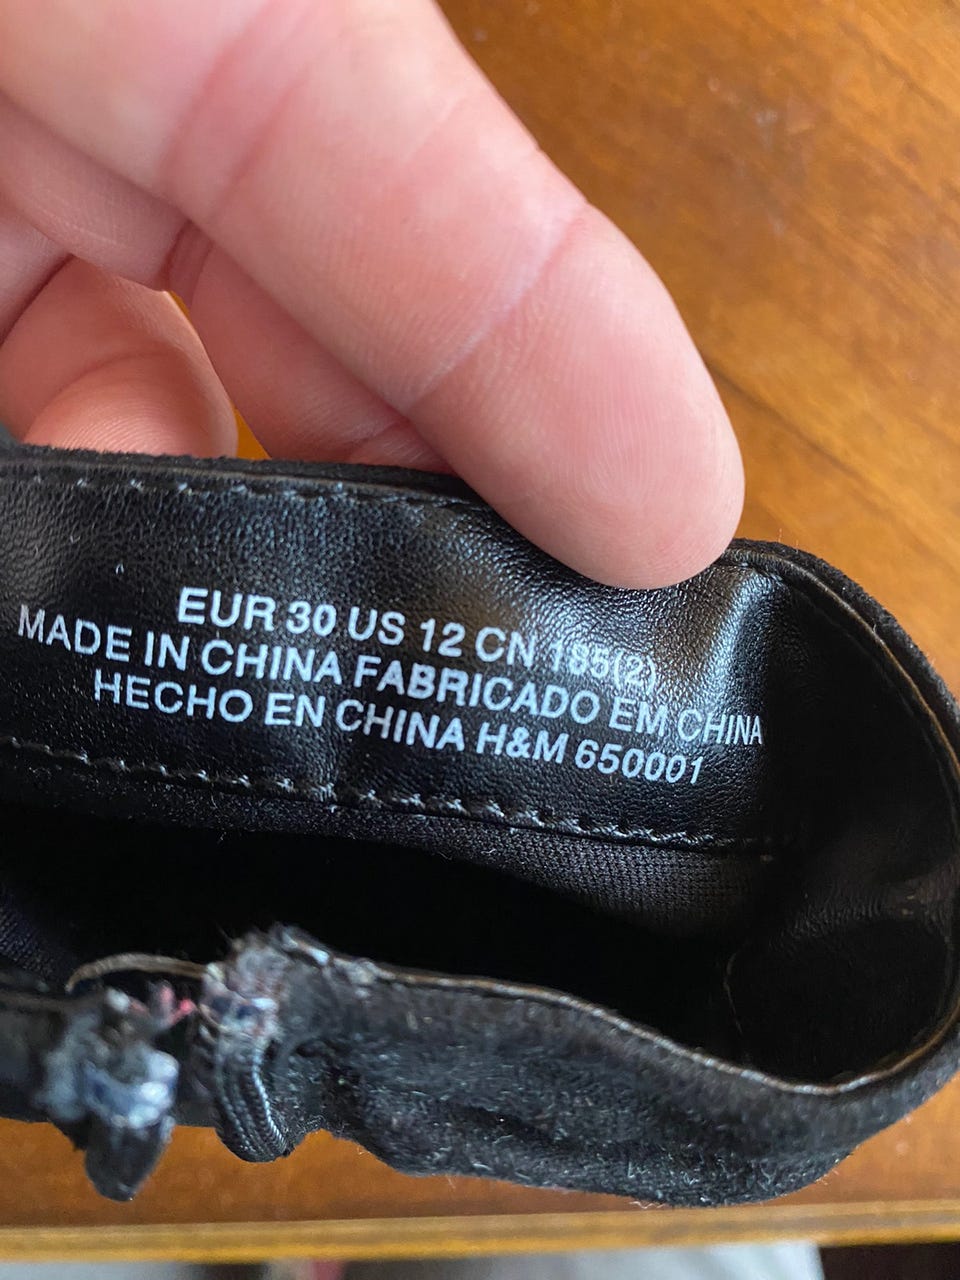 EUR 30 US 12 CN 185(2)
MADE IN CHINA FABRICADO EM CHINA
HECHO EN CHINA H&M 650001